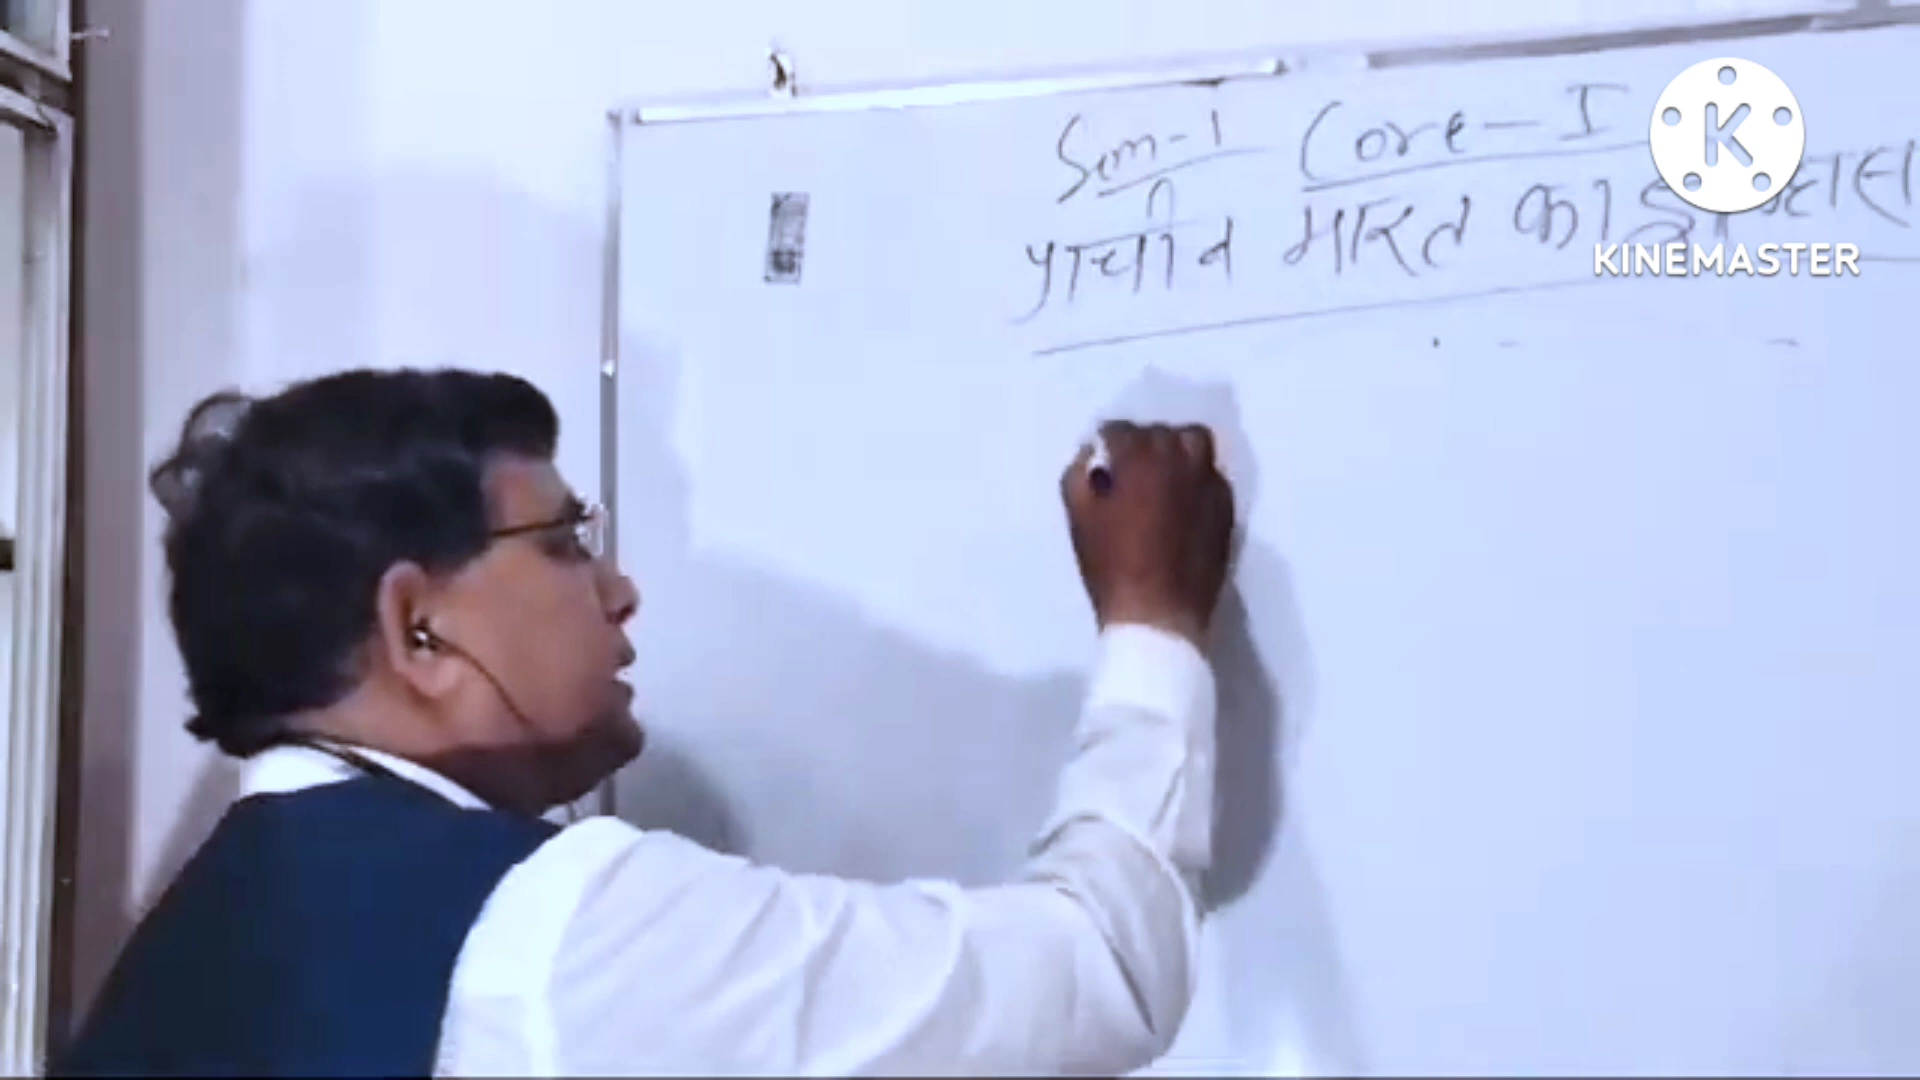 Sem-1 Core-I
प्राचीन भारत का इतिहास
K
KINEMASTER